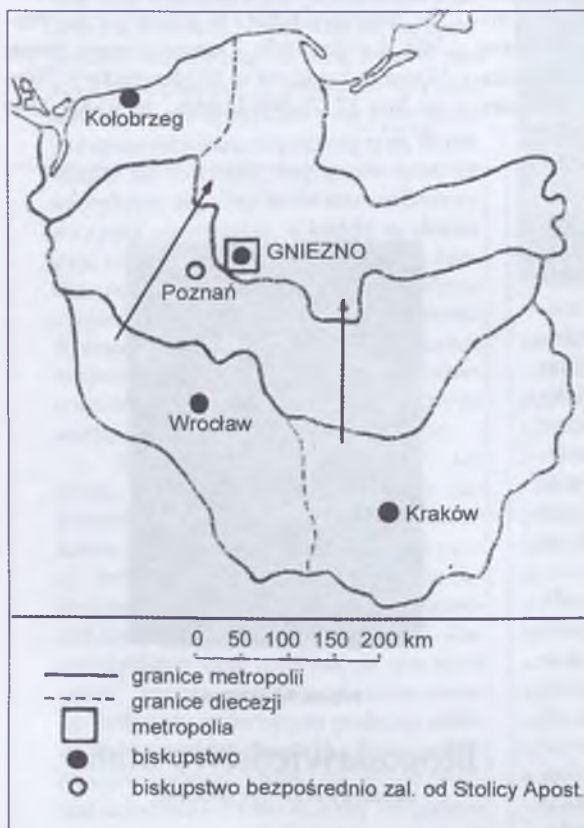 Kołobrzeg
GNIEZNO
Poznań
Wrocław
Kraków
0 50 100 150 200 km
granice metropolii
granice diecezji
metropolia
biskupstwo
biskupstwo bezpośrednio zal. od Stolicy Apost.